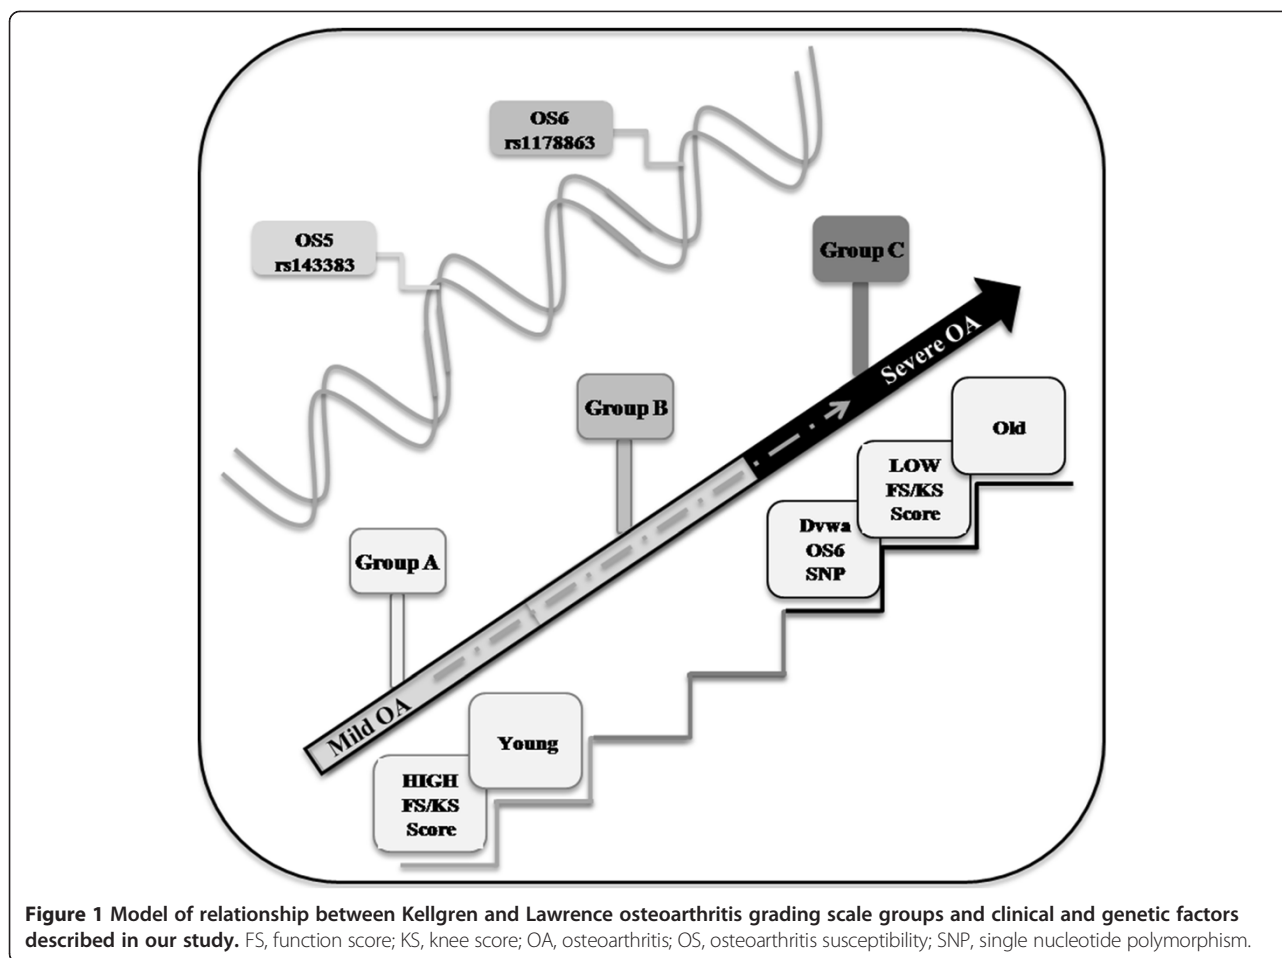 OS6
rs1178863
OS5
rs143383
Group C
Severe OA
Group B
Old
LOW
FS/KS
Score
Dvwa
OS6
SNP
Group A
Mild OA
Young
HIGH
FS/KS
Score
Figure 1 Model of relationship between Kellgren and Lawrence osteoarthritis grading scale groups and clinical and genetic factors
described in our study. FS, function score; KS, knee score; OA, osteoarthritis; OS, osteoarthritis susceptibility; SNP, single nucleotide polymorphism.